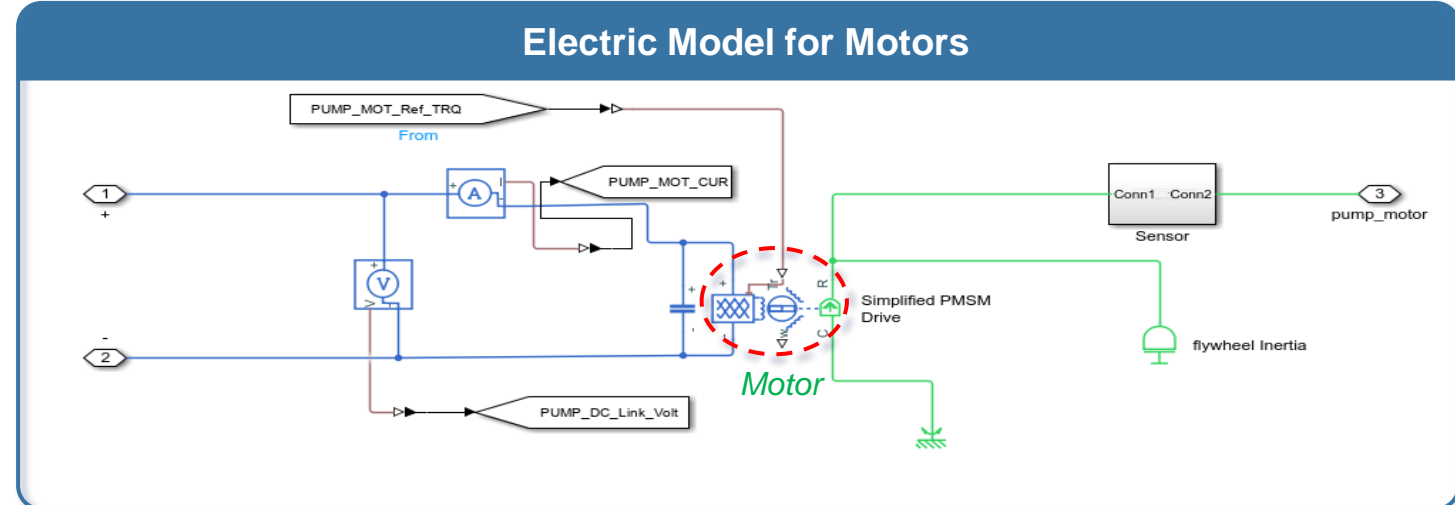 Electric Model for Motors
PUMP_MOT_Ref_TRQ
From
1
+
+
A
I
-
PUMP_MOT_CUR
Conn1
Conn2
Sensor
3
pump_motor
+
V
V
-
+
-
+
-
Tr
w
R
C
Simplified PMSM
Drive
flywheel Inertia
-
2
Motor
PUMP_DC_Link_Volt